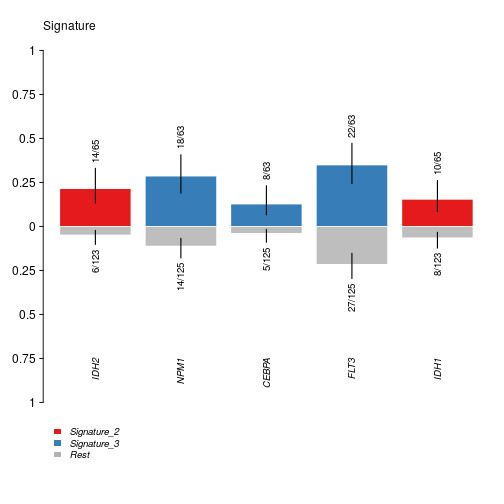 Signature
1
0.75
0.5
0.25
0
0.25
0.5
0.75
1
14/65
18/63
8/63
22/63
10/65
6/123
14/125
5/125
27/125
8/123
IDH2
NPM1
CEBPA
FLT3
IDH1
Signature_2
Signature_3
Rest